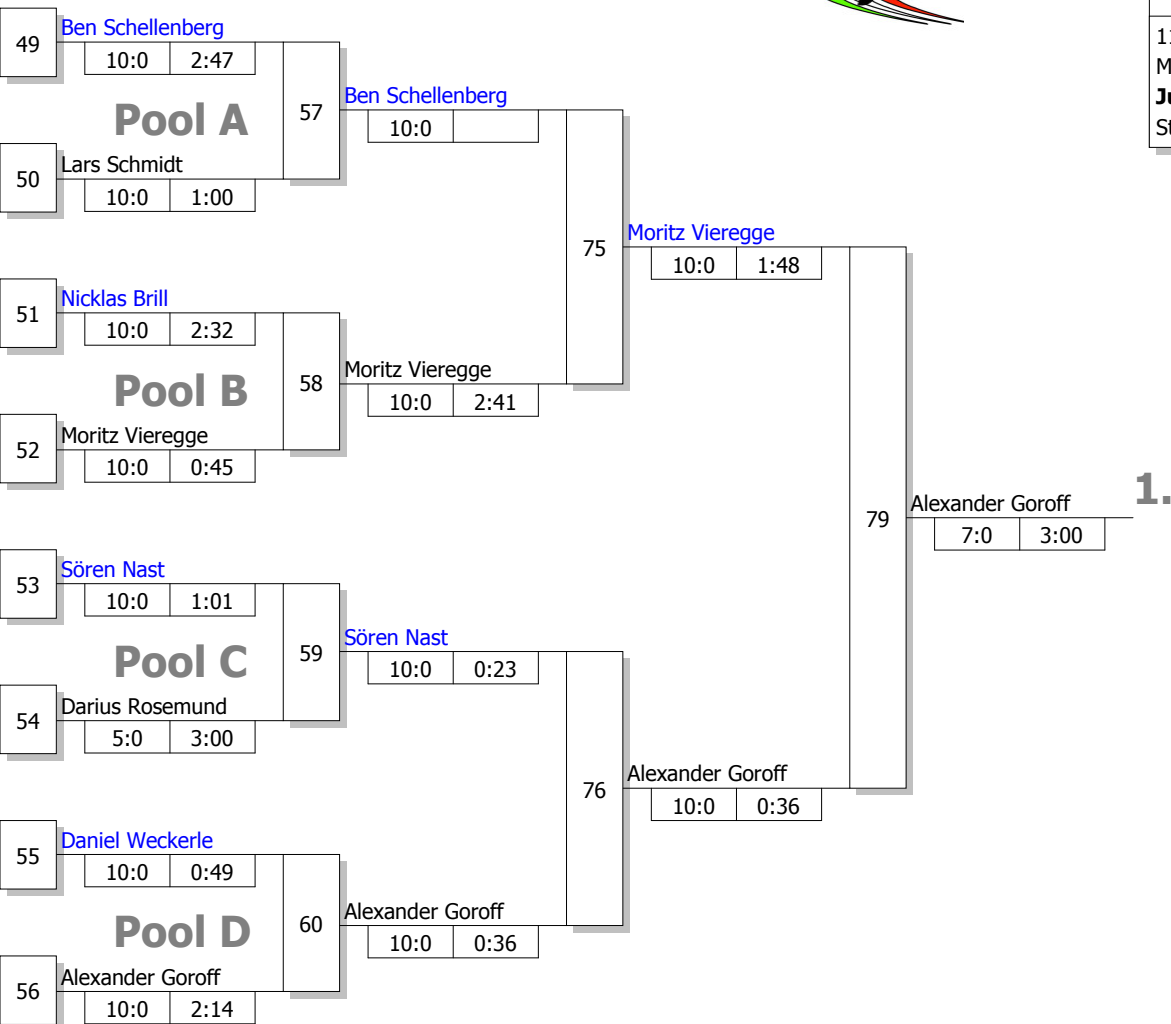 49
Ben Schellenberg
10:0 2:47
Pool A
57
Ben Schellenberg
10:0
50
Lars Schmidt
10:0 1:00
75
Moritz Vieregge
10:0 1:48
51
Nicklas Brill
10:0 2:32
Pool B
58
Moritz Vieregge
10:0 2:41
52
Moritz Vieregge
10:0 0:45
79
Alexander Goroff
7:0 3:00
1.
53
Sören Nast
10:0 1:01
Pool C
59
Sören Nast
10:0 0:23
54
Darius Rosemund
5:0 3:00
76
Alexander Goroff
10:0 0:36
55
Daniel Weckerle
10:0 0:49
Pool D
60
Alexander Goroff
10:0 0:36
56
Alexander Goroff
10:0 2:14